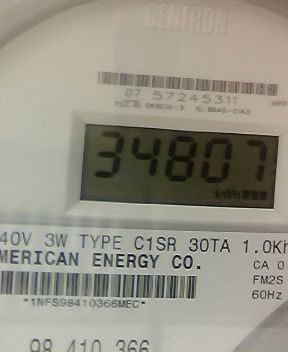 CENTRON®
07 57245311
34807
kWh
40V 3W TYPE C1SR 30TA 1.0Kh
MERICAN ENERGY CO.
CA 0
FM2S
60Hz
*1NFS98410366MEC*
98 410 366